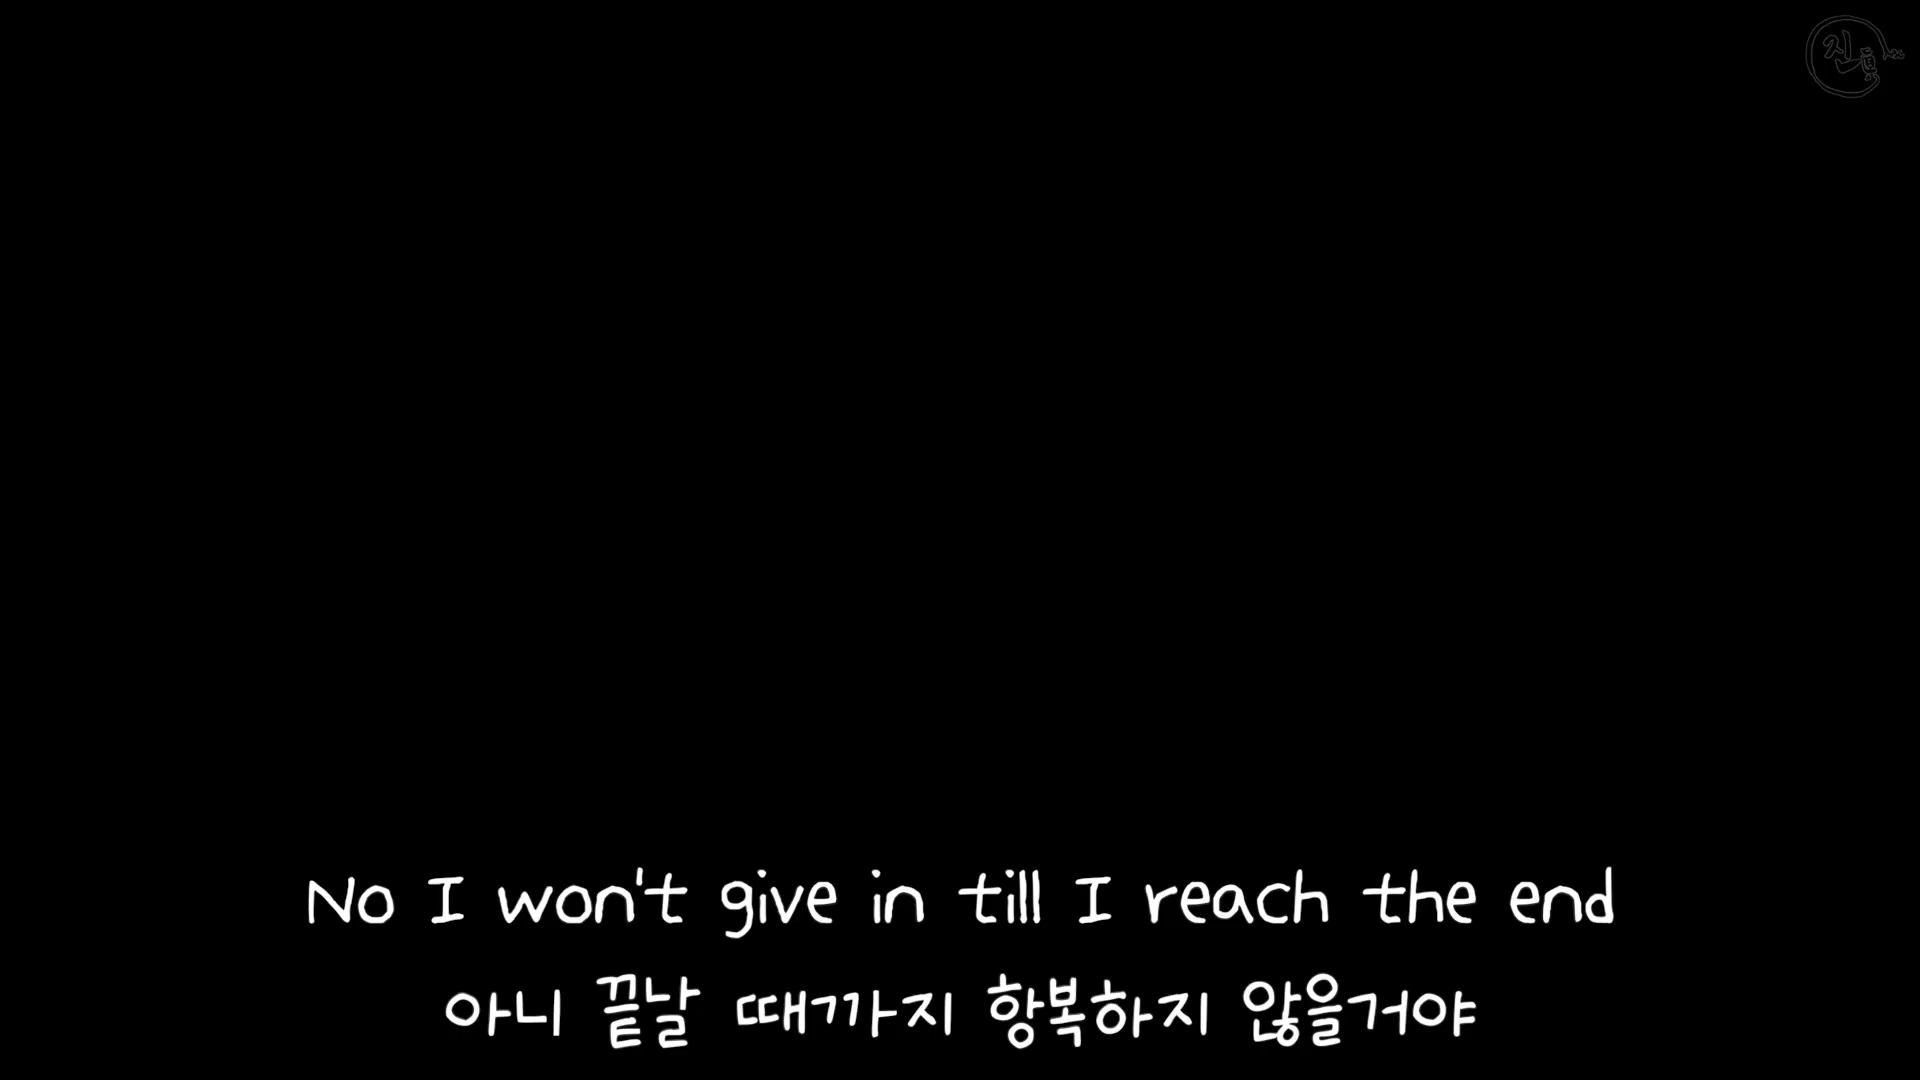 No I won't give in till I reach the end
아니 끝날 때까지 항복하지 않을거야